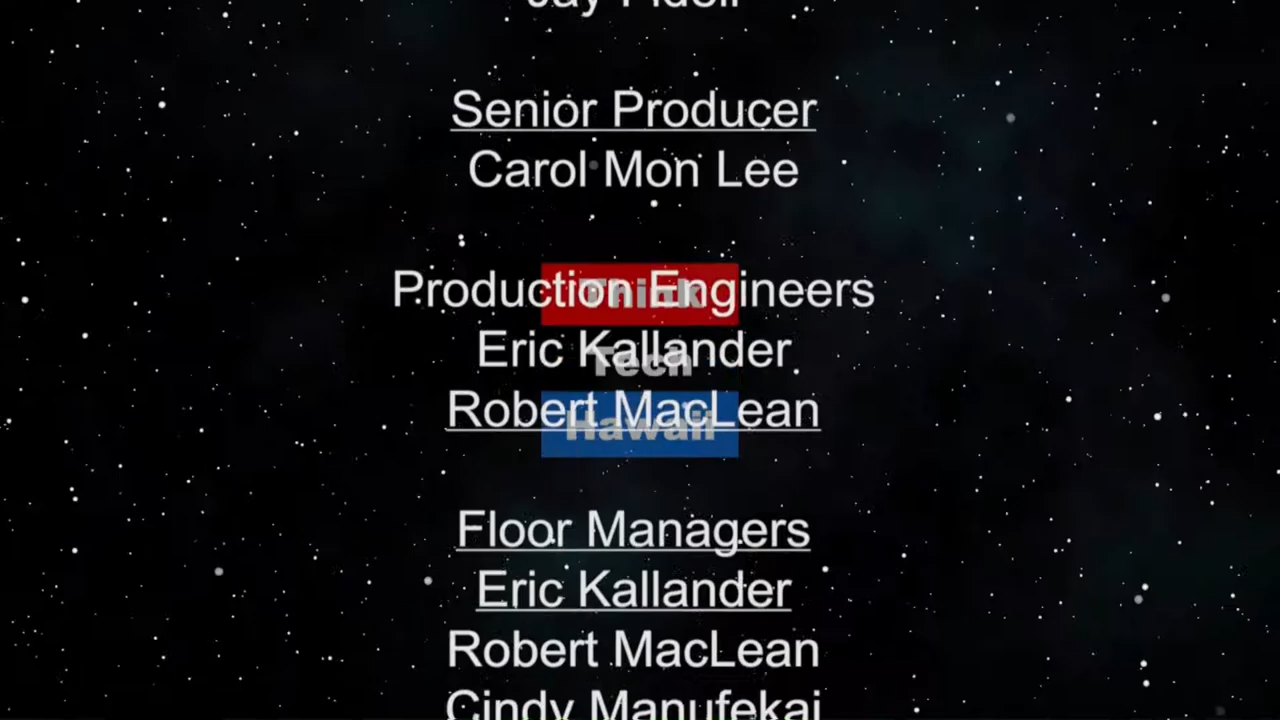 Jay Fidell
Senior Producer
Carol Mon Lee
Production Engineers
Think
Eric Kallander
Tech
Robert MacLean
Hawaii
Floor Managers
Eric Kallander
Robert MacLean
Cindy Manufekai